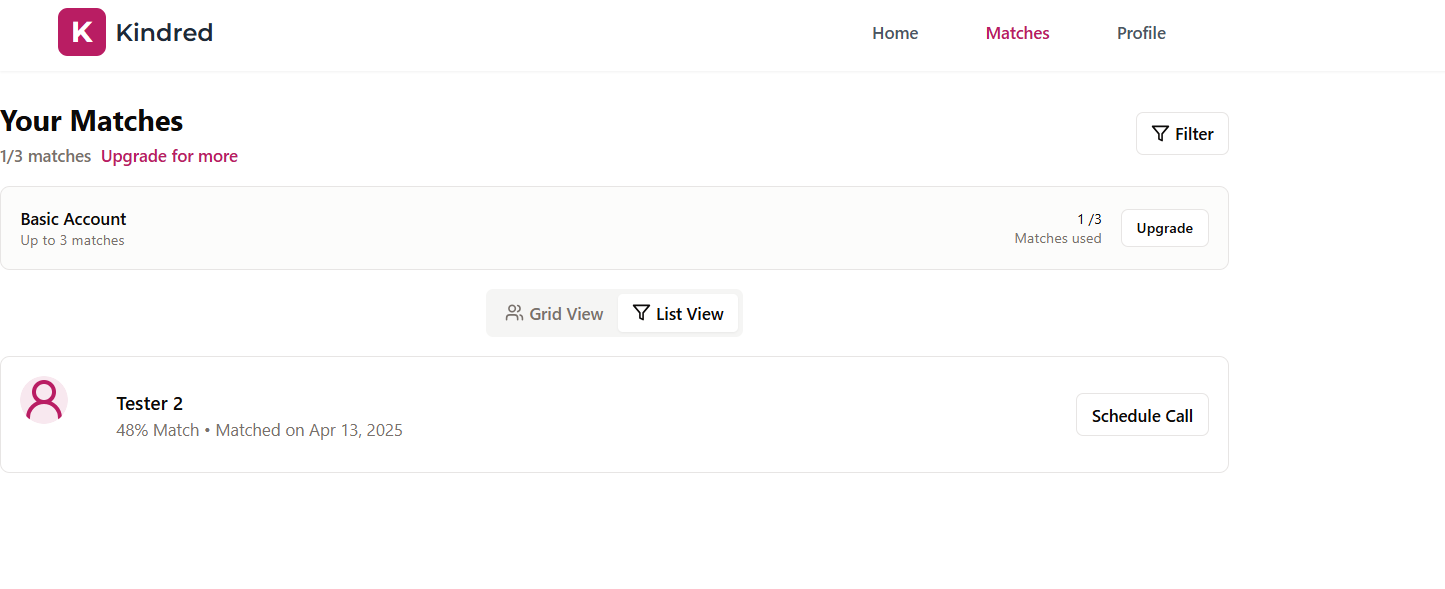 K Kindred
Home Matches Profile
Your Matches
Filter
1/3 matches Upgrade for more
Basic Account
Up to 3 matches
1 /3
Matches used
Upgrade
Grid View List View
Tester 2
48% Match • Matched on Apr 13, 2025
Schedule Call